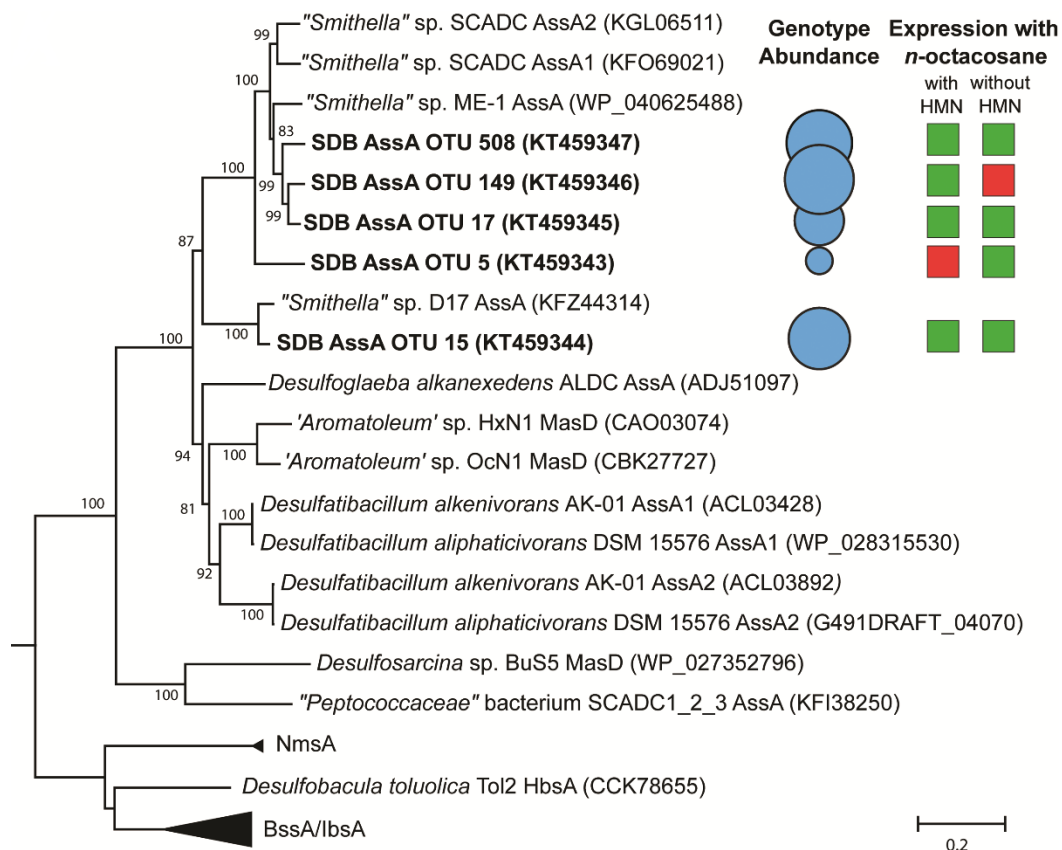 "Smithella" sp. SCADC AssA2 (KGL06511)
"Smithella" sp. SCADC AssA1 (KFO69021)
"Smithella" sp. ME-1 AssA (WP_040625488)
SDB AssA OTU 508 (KT459347)
SDB AssA OTU 149 (KT459346)
SDB AssA OTU 17 (KT459345)
SDB AssA OTU 5 (KT459343)
"Smithella" sp. D17 AssA (KFZ44314)
SDB AssA OTU 15 (KT459344)
Desulfoglaeba alkanexedens ALDC AssA (ADJ51097)
'Aromatoleum' sp. HxN1 MasD (CAO03074)
'Aromatoleum' sp. OcN1 MasD (CBK27727)
Desulfatibacillum alkenivorans AK-01 AssA1 (ACL03428)
Desulfatibacillum aliphaticivorans DSM 15576 AssA1 (WP_028315530)
Desulfatibacillum alkenivorans AK-01 AssA2 (ACL03892)
Desulfatibacillum aliphaticivorans DSM 15576 AssA2 (G491DRAFT_04070)
Desulfosarcina sp. BuS5 MasD (WP_027352796)
"Peptococcaceae" bacterium SCADC1_2_3 AssA (KFI38250)
NmsA
Desulfobacula toluolica Tol2 HbsA (CCK78655)
BssA/IbsA
99
100
83
99
99
87
100
100
94
100
81
100
92
100
100
100
Genotype
Abundance
Expression with
n-octacosane
with
HMN
without
HMN
0.2